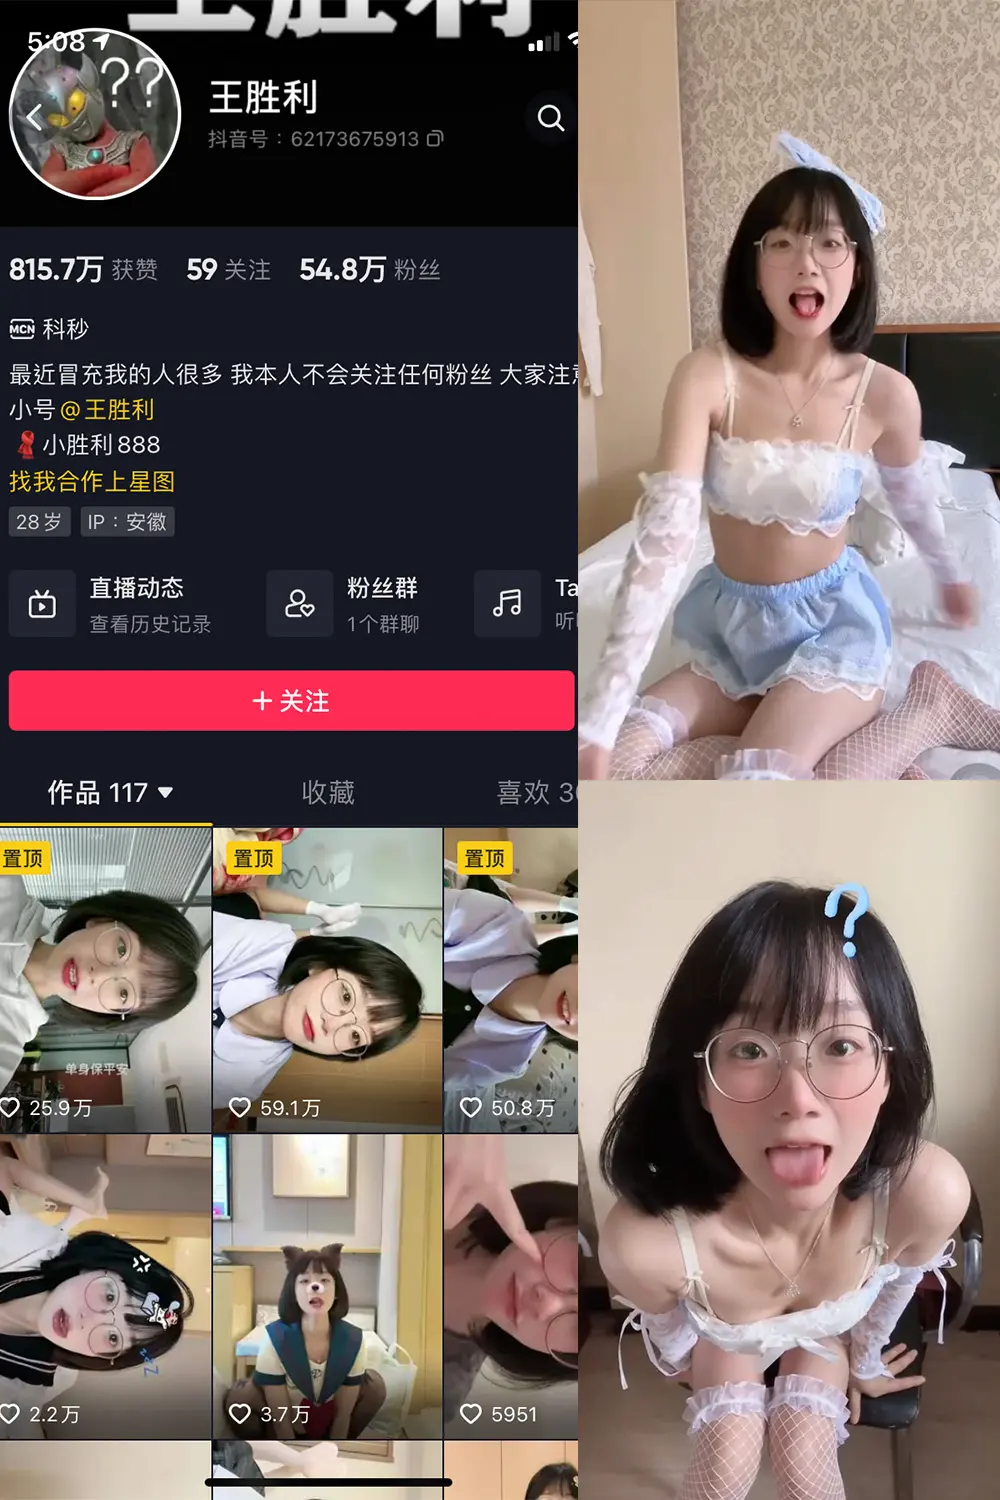 王胜利
5:08
??
王胜利
抖音号：62173675913
815.7万 获赞 59 关注 54.8万 粉丝
MCN 科秒
最近冒充我的人很多 我本人不会关注任何粉丝 大家注意
小号@王胜利
小胜利888
找我合作上星图
28岁 IP：安徽
直播动态
查看历史记录
粉丝群
1个群聊
Ta
听
+ 关注
作品 117
收藏
喜欢 3
置顶
置顶
置顶
单身保平安
25.9万
59.1万
50.8万
2.2万
3.7万
5951
?